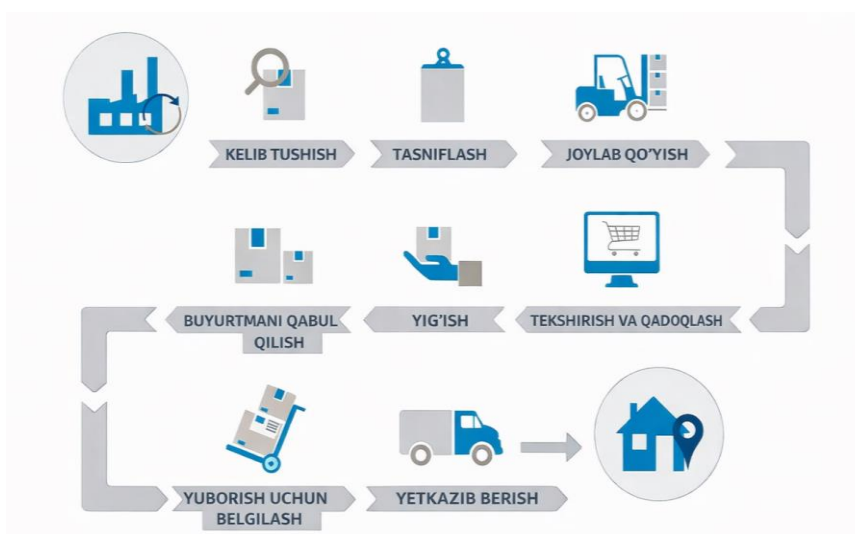 KELIB TUSHISH
TASNIFLASH
JOYLAB QO'YISH
BUYURTMANI QABUL
QILISH
YIG'ISH
TEKSHIRISH VA QADOQLASH
YUBORISH UCHUN
BELGILASH
YETKAZIB BERISH